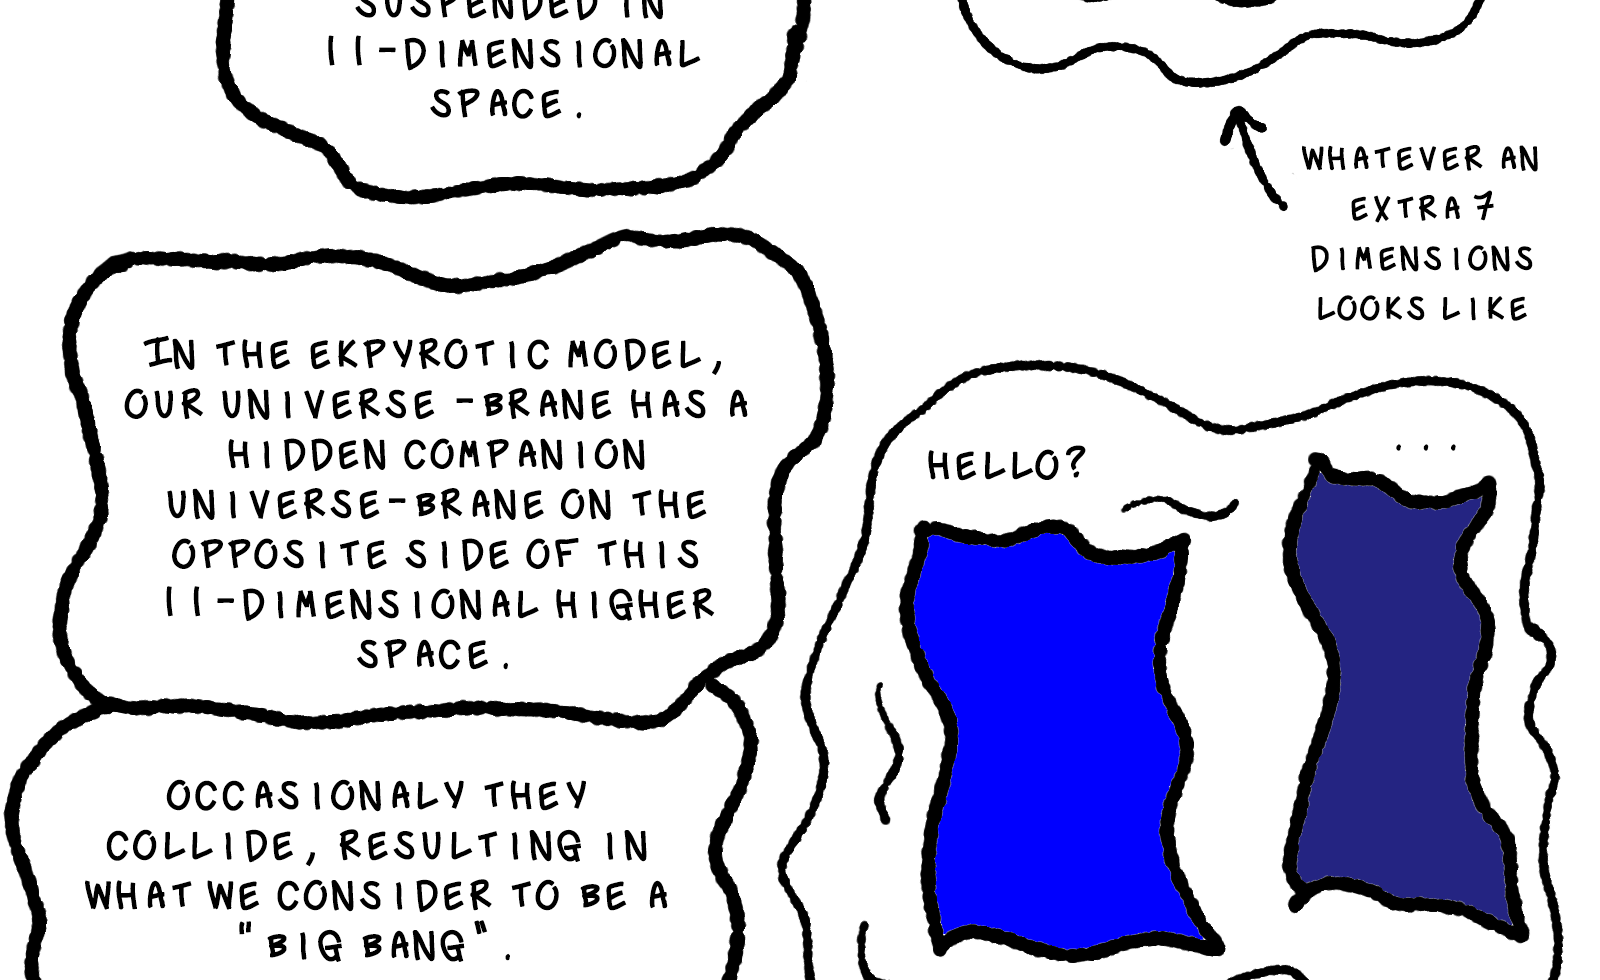 SUSPENDED IN
11-DIMENSIONAL
SPACE.
WHATEVER AN
EXTRA 7
DIMENSIONS
LOOKS LIKE
IN THE EKPYROTIC MODEL,
OUR UNIVERSE -BRANE HAS A
HIDDEN COMPANION
UNIVERSE-BRANE ON THE
OPPOSITE SIDE OF THIS
11-DIMENSIONAL HIGHER
SPACE.
HELLO?
...
OCCASIONALY THEY
COLLIDE, RESULTING IN
WHAT WE CONSIDER TO BE A
"BIG BANG".